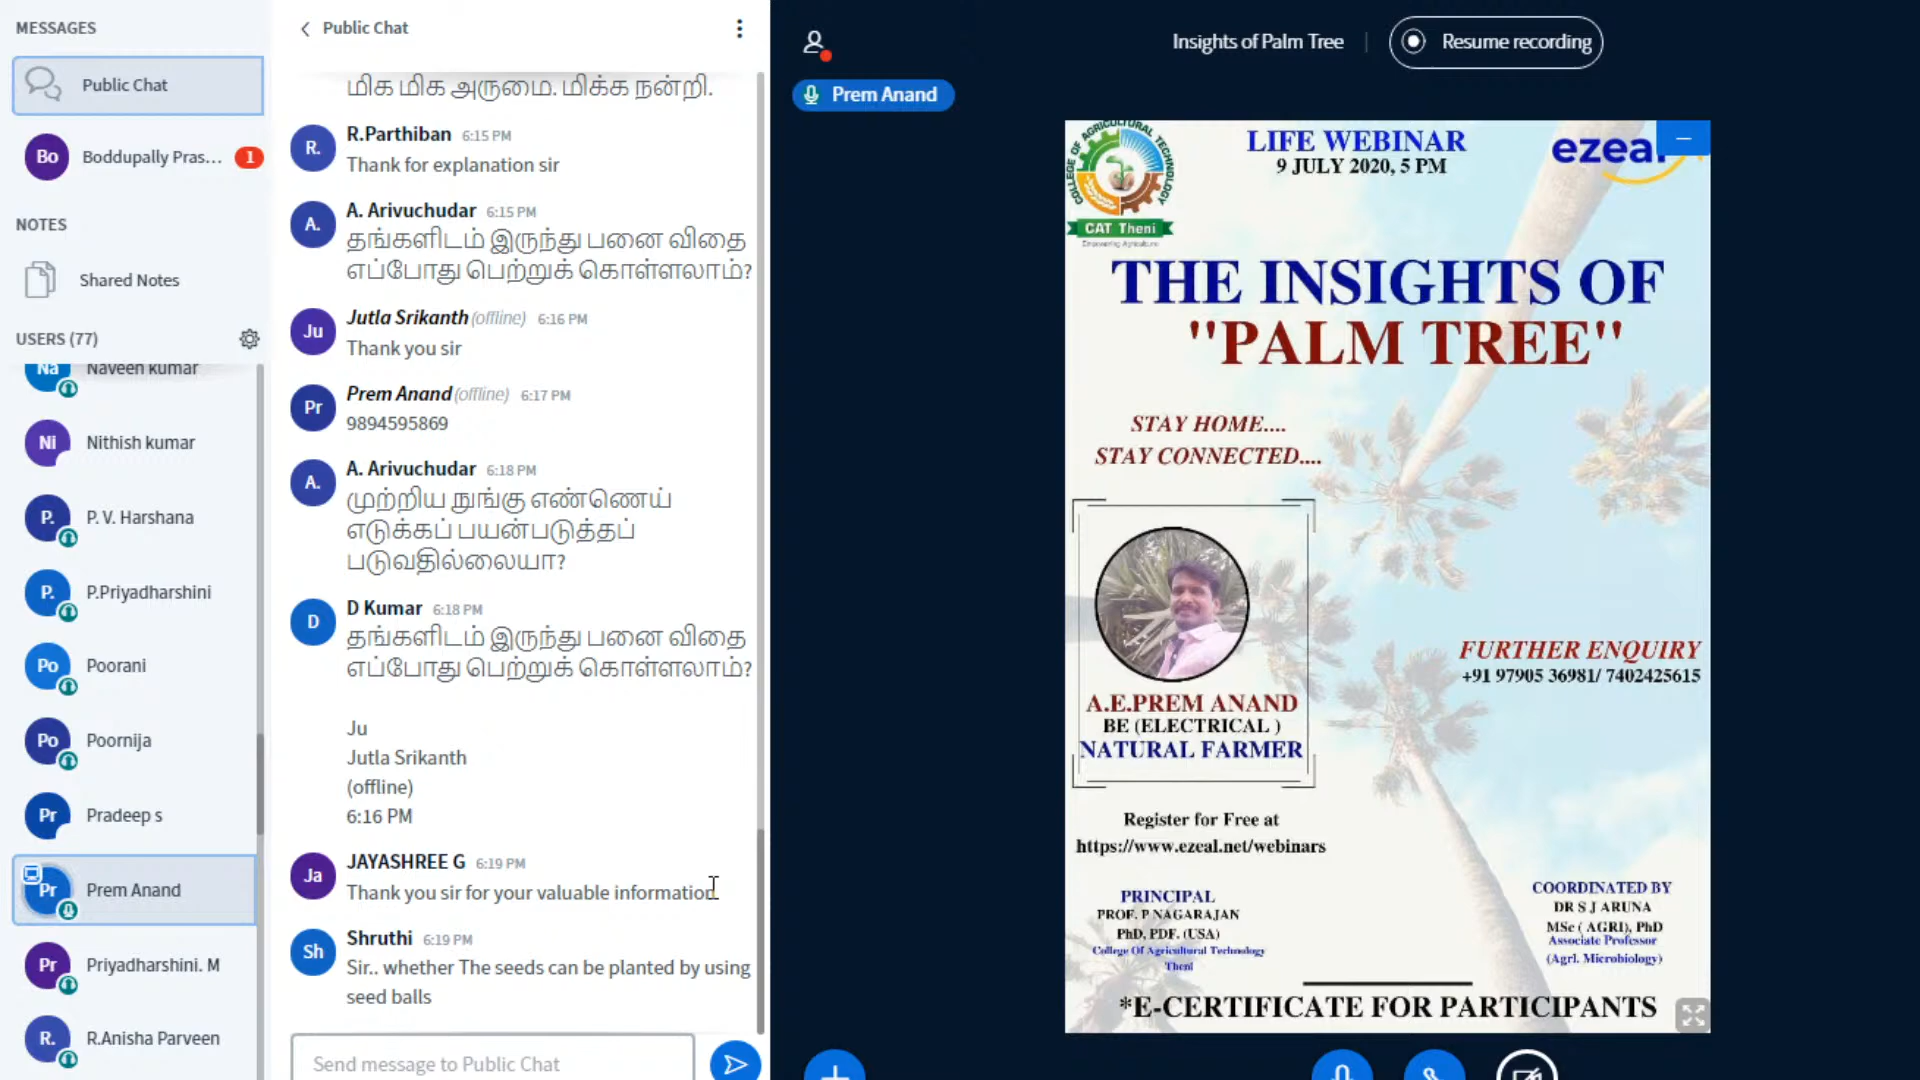 MESSAGES
Public Chat
Bo
Boddupally Pras...
1
NOTES
Shared Notes
USERS (77)
Na
Naveen kumar
Ni
Nithish kumar
P.
P. V. Harshana
P.
P.Priyadharshini
Po
Poorani
Po
Poornija
Pr
Pradeep s
Pr
Prem Anand
Pr
Priyadharshini. M
R.
R.Anisha Parveen
Public Chat
மிக மிக அருமை. மிக்க நன்றி.
R.
R.Parthiban 6:15 PM
Thank for explanation sir
A.
A. Arivuchudar 6:15 PM
தங்களிடம் இருந்து பனை விதை
எப்போது பெற்றுக் கொள்ளலாம்?
Ju
Jutla Srikanth (offline) 6:16 PM
Thank you sir
Pr
Prem Anand (offline) 6:17 PM
9894595869
A.
A. Arivuchudar 6:18 PM
முற்றிய நுங்கு எண்ணெய்
எடுக்கப் பயன்படுத்தப்
படுவதில்லையா?
D
D Kumar 6:18 PM
தங்களிடம் இருந்து பனை விதை
எப்போது பெற்றுக் கொள்ளலாம்?
Ju
Jutla Srikanth
(offline)
6:16 PM
Ja
JAYASHREE G 6:19 PM
Thank you sir for your valuable information
Sh
Shruthi 6:19 PM
Sir.. whether The seeds can be planted by using
seed balls
Send message to Public Chat
Insights of Palm Tree
Resume recording
Prem Anand
COLLEGE OF AGRICULTURAL TECHNOLOGY
CAT Theni
Empowering Agriculture
LIFE WEBINAR
9 JULY 2020, 5 PM
ezeal
THE INSIGHTS OF
"PALM TREE"
STAY HOME....
STAY CONNECTED....
A.E.PREM ANAND
BE (ELECTRICAL )
NATURAL FARMER
FURTHER ENQUIRY
+91 97905 36981/ 7402425615
Register for Free at
https://www.ezeal.net/webinars
PRINCIPAL
PROF. P NAGARAJAN
PhD, PDF. (USA)
College Of Agricultural Technology
Theni
COORDINATED BY
DR S J ARUNA
MSc ( AGRI), PhD
Associate Professor
(Agrl. Microbiology)
*E-CERTIFICATE FOR PARTICIPANTS